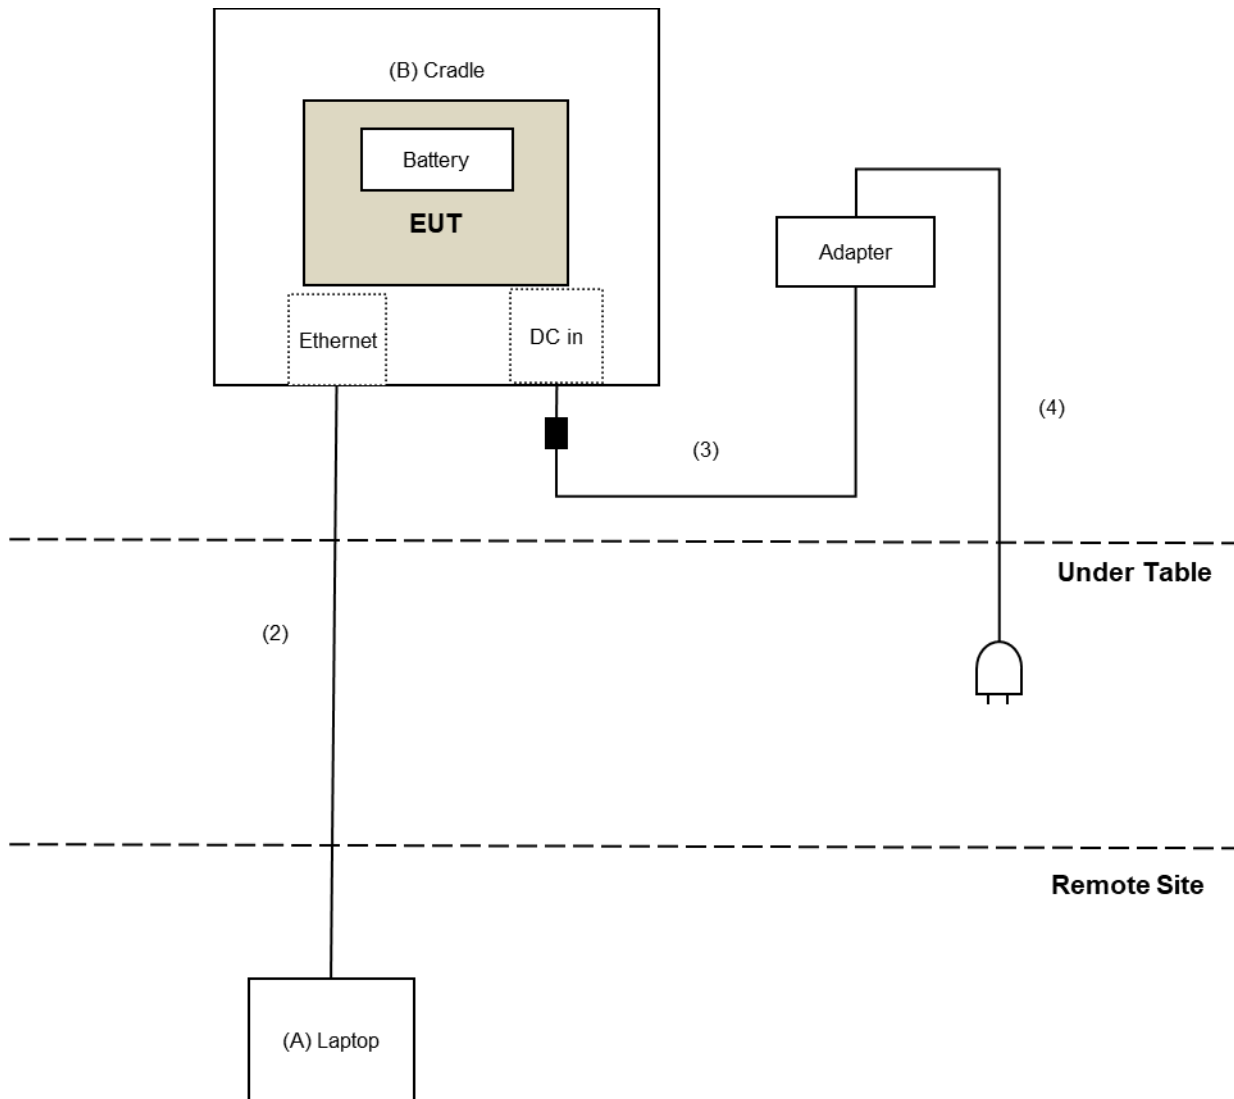 (B) Cradle
Battery
EUT
Adapter
Ethernet
DC in
(4)
(3)
Under Table
(2)
Remote Site
(A) Laptop